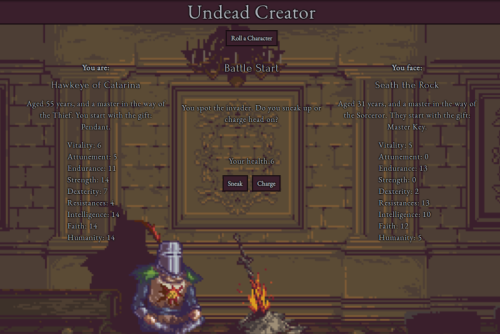 Undead Creator
Roll a Character
You are:
Hawkeye of Catarina
Aged 55 years, and a master in the way
of the Thief. You start with the gift:
Pendant.
Vitality: 6
Attunement: 5
Endurance: 11
Strength: 14
Dexterity:
Resistance: 4
Intelligence: 14
Faith: 14
Humanity: 14
Battle Start
You spot the invader. Do you sneak up or
charge head on?
Your health: 6
Sneak
Charge
You face:
the Rock
Aged 31 years, and a master in the way of
the Sorceror. They start with the gift:
Master Key.
Vitality: 5
Attunement: 0
Endurance: 13
Strength: 0
Dexterity: 2
Resistance: 13
Intelligence: 10
Faith: 12
Humanity: 5